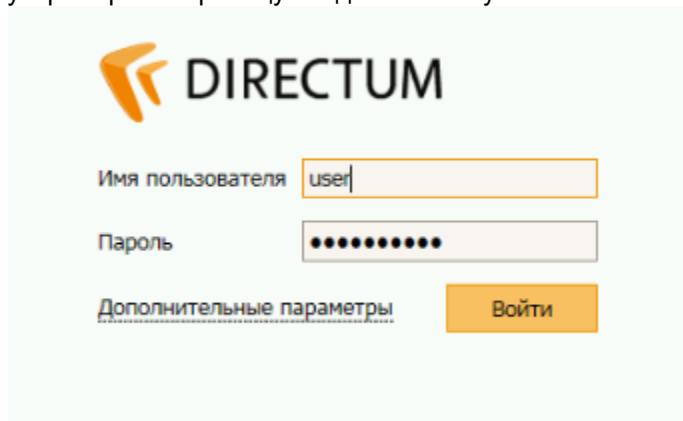 DIRECTUM
Имя пользователя user
Пароль ••••••••••
Дополнительные параметры Войти